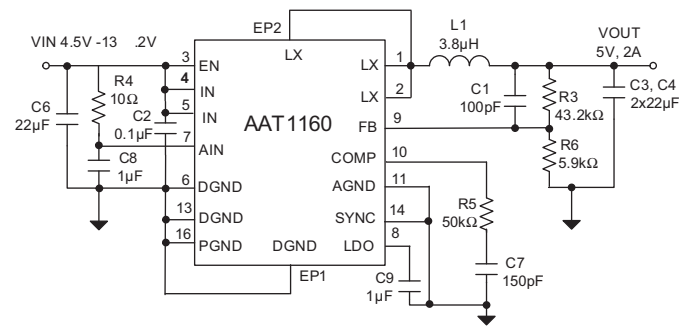 EP2
VIN 4.5V -13 .2V
LX
L1
3.8µH
VOUT
5V, 2A
3
EN
LX
1
4
IN
R4
10Ω
5
IN
LX
2
C6
22µF
C2
0.1µF
AAT1160
C1
100pF
R3
43.2kΩ
C3, C4
2x22µF
FB
9
7
AIN
R6
5.9kΩ
C8
1µF
COMP
10
6
DGND
AGND
11
R5
50kΩ
13
DGND
SYNC
14
16
PGND
DGND
LDO
8
EP1
C9
1µF
C7
150pF